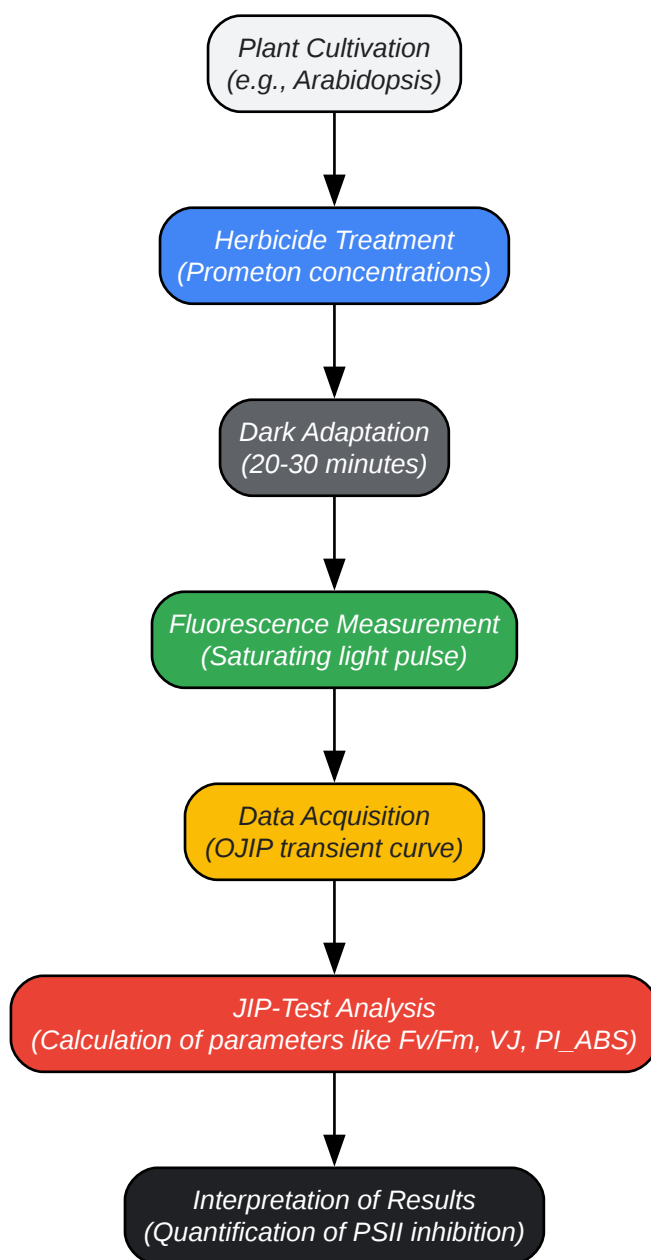 Plant Cultivation
(e.g., Arabidopsis)
Herbicide Treatment
(Prometon concentrations)
Dark Adaptation
(20-30 minutes)
Fluorescence Measurement
(Saturating light pulse)
Data Acquisition
(OJIP transient curve)
JIP-Test Analysis
(Calculation of parameters like Fv/Fm, VJ, PI_ABS)
Interpretation of Results
(Quantification of PSII inhibition)